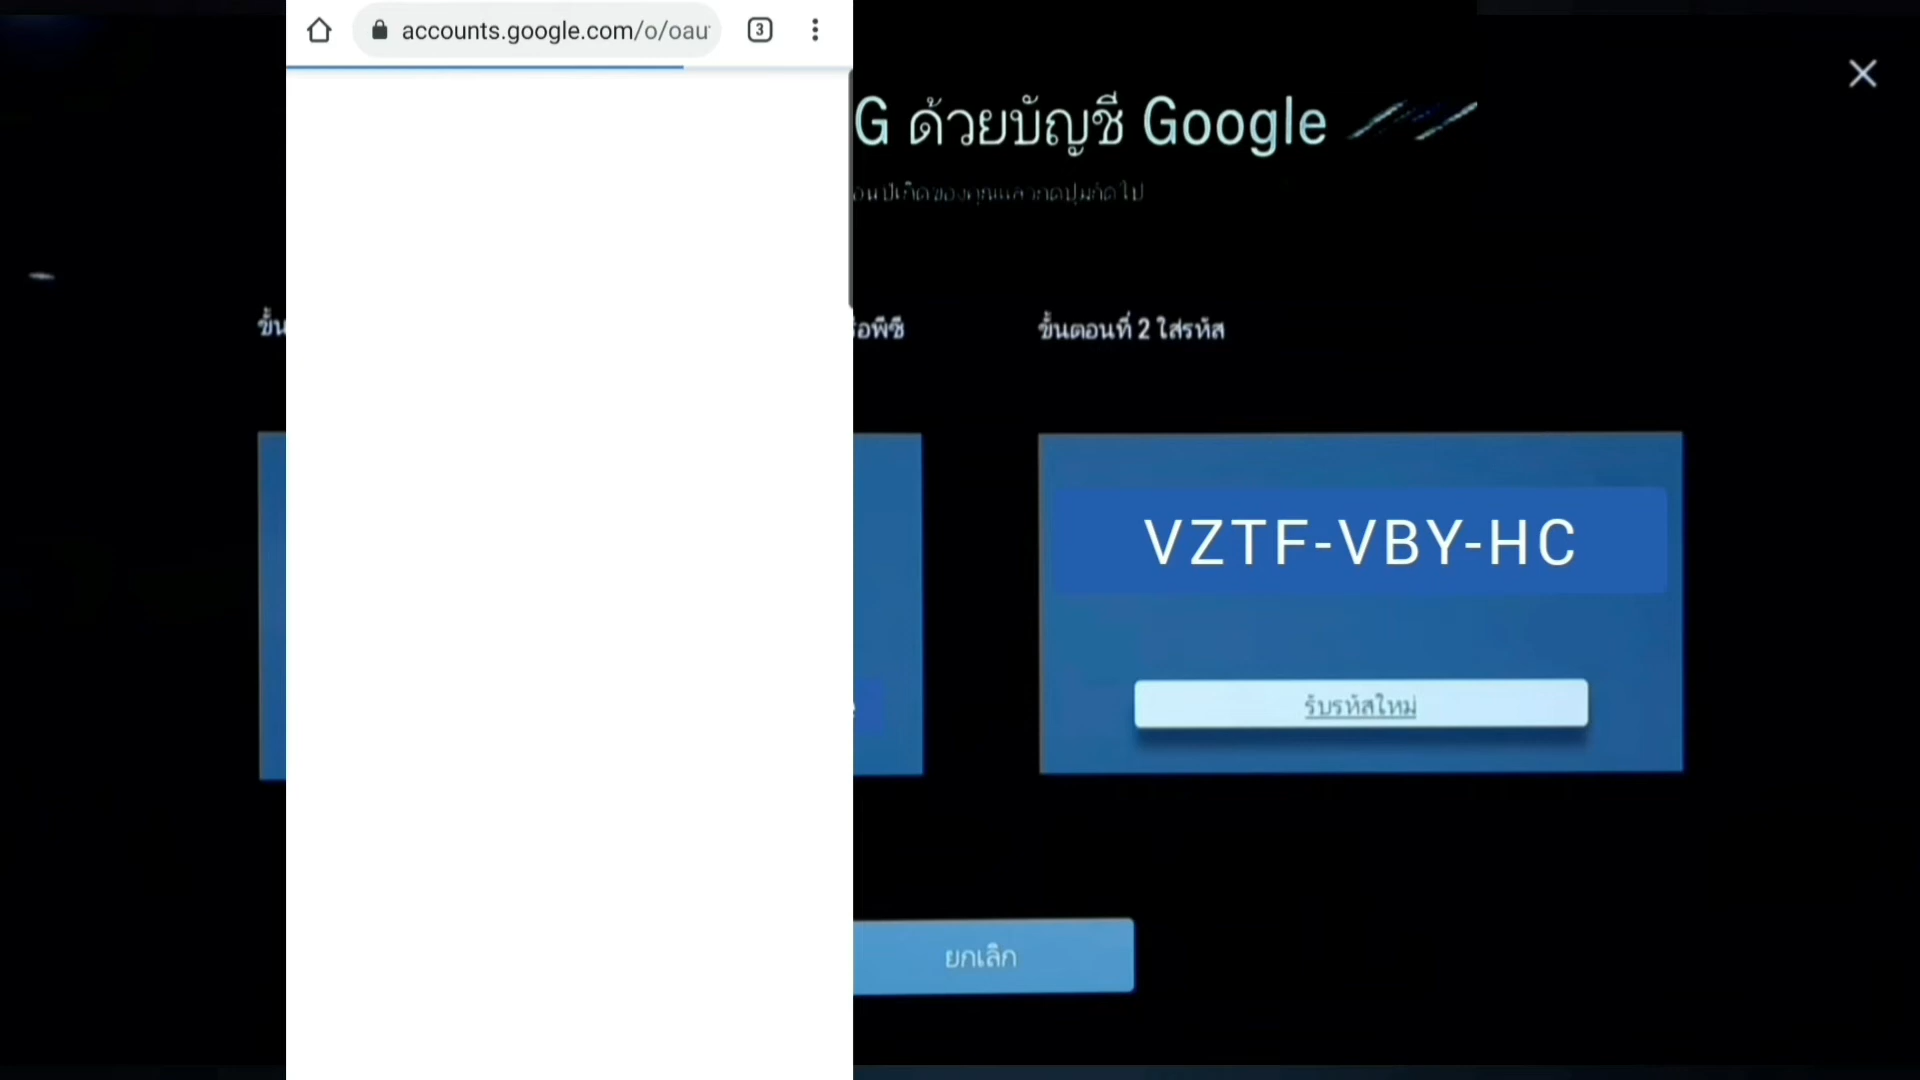 accounts.google.com/o/oau
3
G ด้วยบัญชี Google
ขั้น
อพีซี
ขั้นตอนที่ 2 ใส่รหัส
VZTF-VBY-HC
รับรหัสใหม่
ยกเลิก